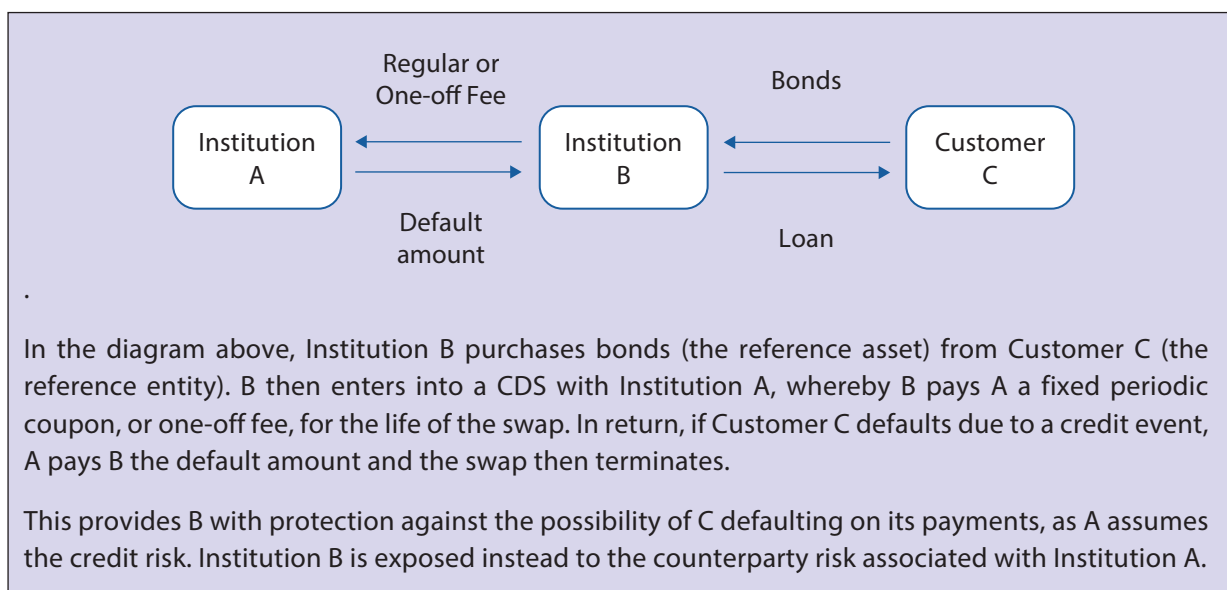 Regular or
One-off Fee
Bonds
Institution
A
Institution
B
Customer
C
Default
amount
Loan
.
In the diagram above, Institution B purchases bonds (the reference asset) from Customer C (the
reference entity). B then enters into a CDS with Institution A, whereby B pays A a fixed periodic
coupon, or one-off fee, for the life of the swap. In return, if Customer C defaults due to a credit event,
A pays B the default amount and the swap then terminates.
This provides B with protection against the possibility of C defaulting on its payments, as A assumes
the credit risk. Institution B is exposed instead to the counterparty risk associated with Institution A.